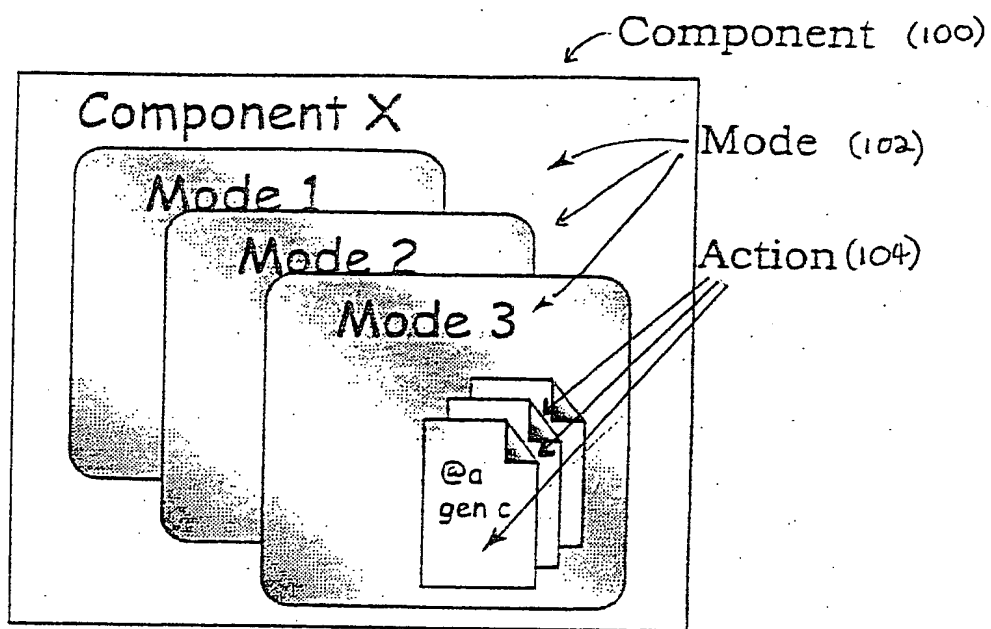 Component (100)
Component X
Mode (102)
Mode 1
Mode 2
Action (104)
Mode 3
@a
gen c